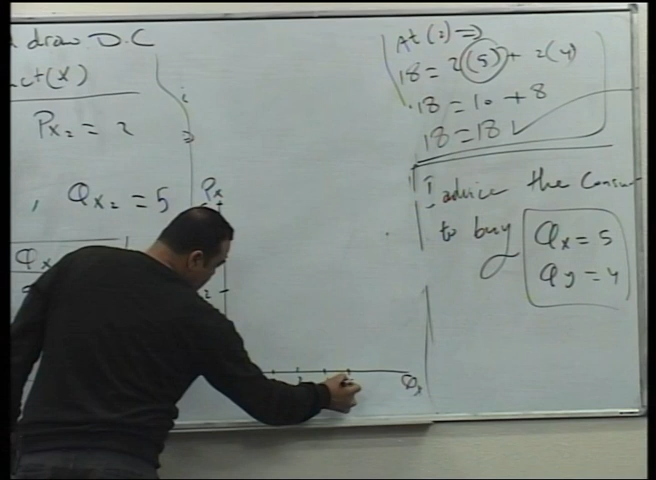 draw D.C
ct(x)
Px2 = 2
Qx2 = 5
Qx
Px
2
Qx
At (2) ⇒
18 = 2(5) + 2(4)
18 = 10 + 8
18 = 18 ✓
I advice the Consu
to buy
Qx = 5
Qy = 4